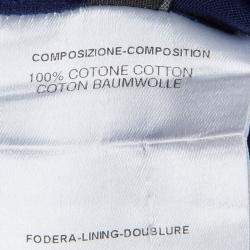 COMPOSIZIONE-COMPOSITION
100% COTONE COTTON
COTON BAUMWOLLE
FODERA-LINING-DOUBLURE